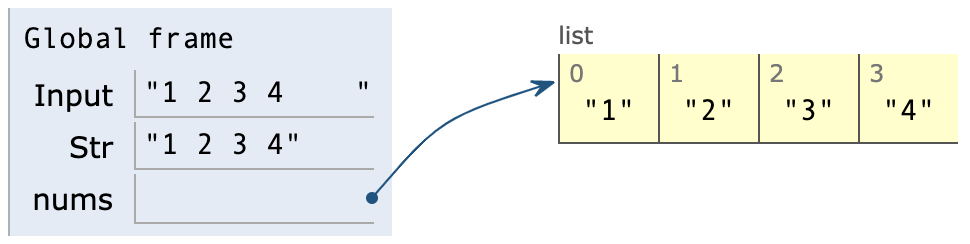 Global frame
Input "1 2 3 4    "
Str "1 2 3 4"
nums
list
0 1 2 3
"1" "2" "3" "4"